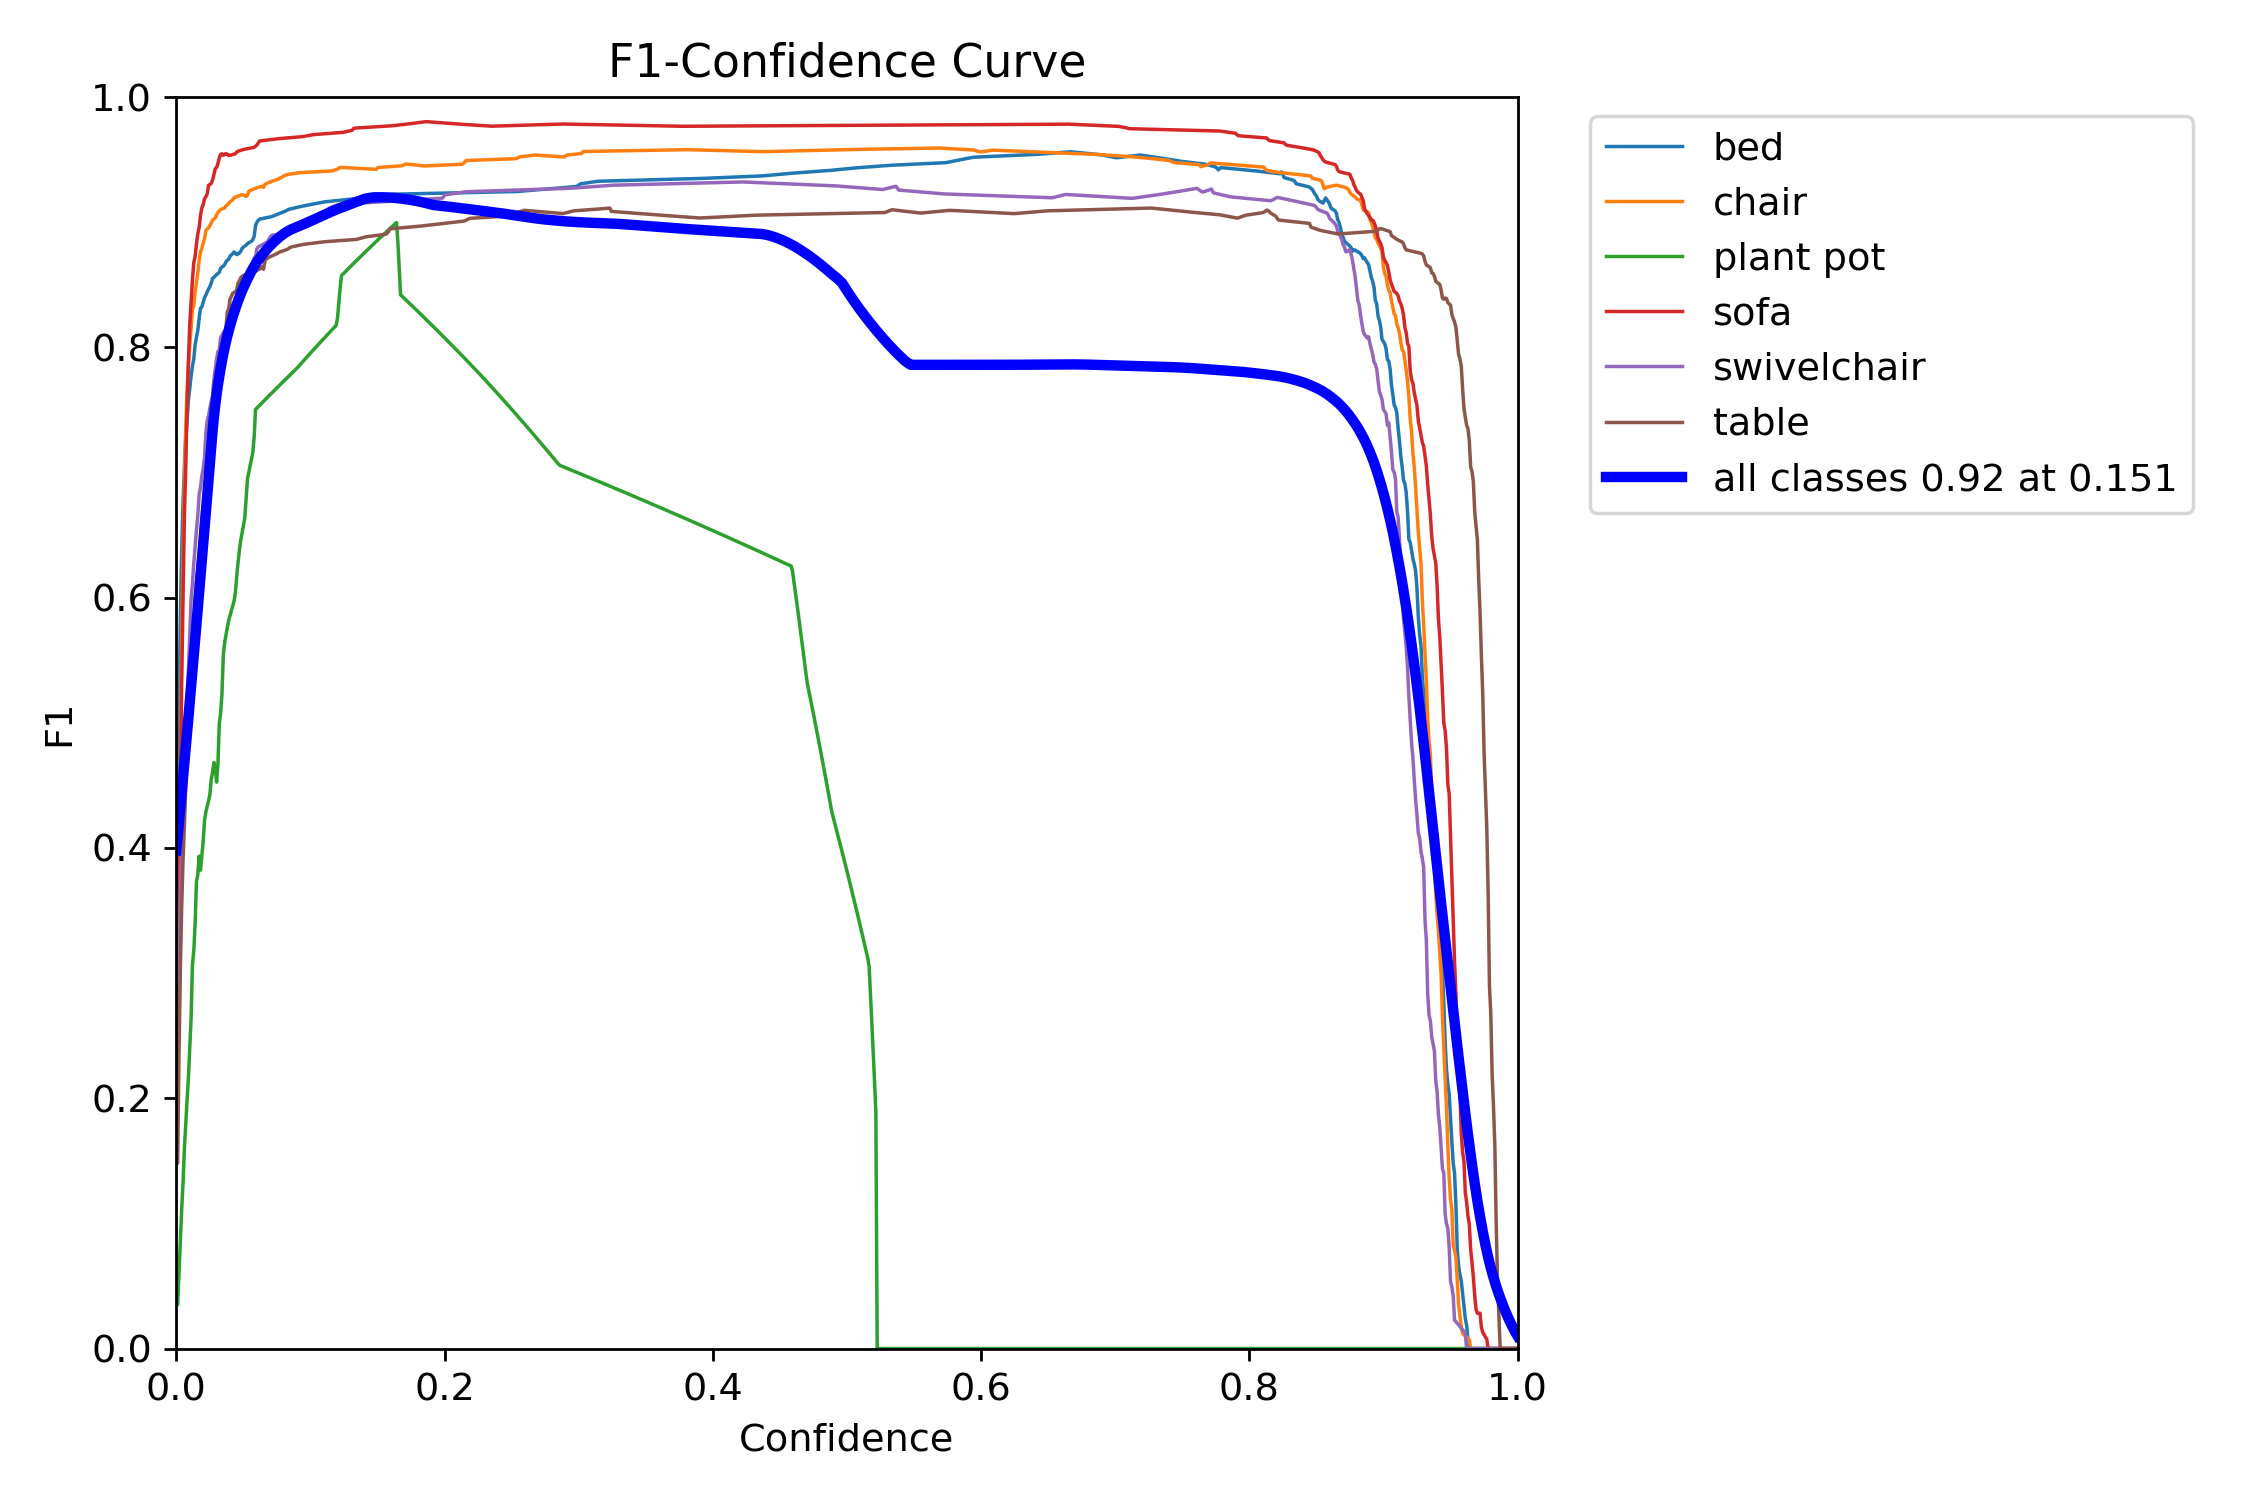 F1-Confidence Curve
1.0
0.8
0.6
0.4
0.2
0.0
F1
0.0 0.2 0.4 0.6 0.8 1.0
Confidence
bed
chair
plant pot
sofa
swivelchair
table
all classes 0.92 at 0.151